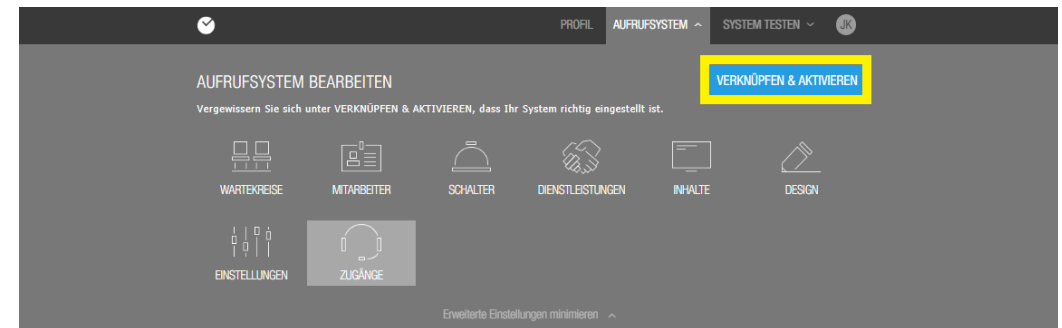 PROFIL AUFRUFSYSTEM SYSTEM TESTEN JK
AUFRUFSYSTEM BEARBEITEN
VERKNÜPFEN & AKTIVIEREN
Vergewissern Sie sich unter VERKNÜPFEN & AKTIVIEREN, dass Ihr System richtig eingestellt ist.
WARTEKREISE MITARBEITER SCHALTER DIENSTLEISTUNGEN INHALTE DESIGN
EINSTELLUNGEN ZUGÄNGE
Erweiterte Einstellungen minimieren